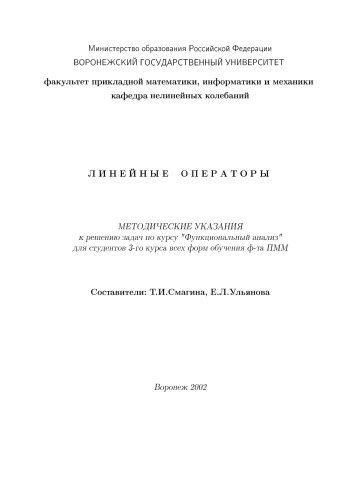 Министерство образования Российской Федерации
ВОРОНЕЖСКИЙ ГОСУДАРСТВЕННЫЙ УНИВЕРСИТЕТ
факультет прикладной математики, информатики и механики
кафедра нелинейных колебаний
ЛИНЕЙНЫЕ ОПЕРАТОРЫ
МЕТОДИЧЕСКИЕ УКАЗАНИЯ
к решению задач по курсу "Функциональный анализ"
для студентов 3-го курса всех форм обучения ф-та ПММ
Составители: Т.И.Смагина, Е.Л.Ульянова
Воронеж 2002